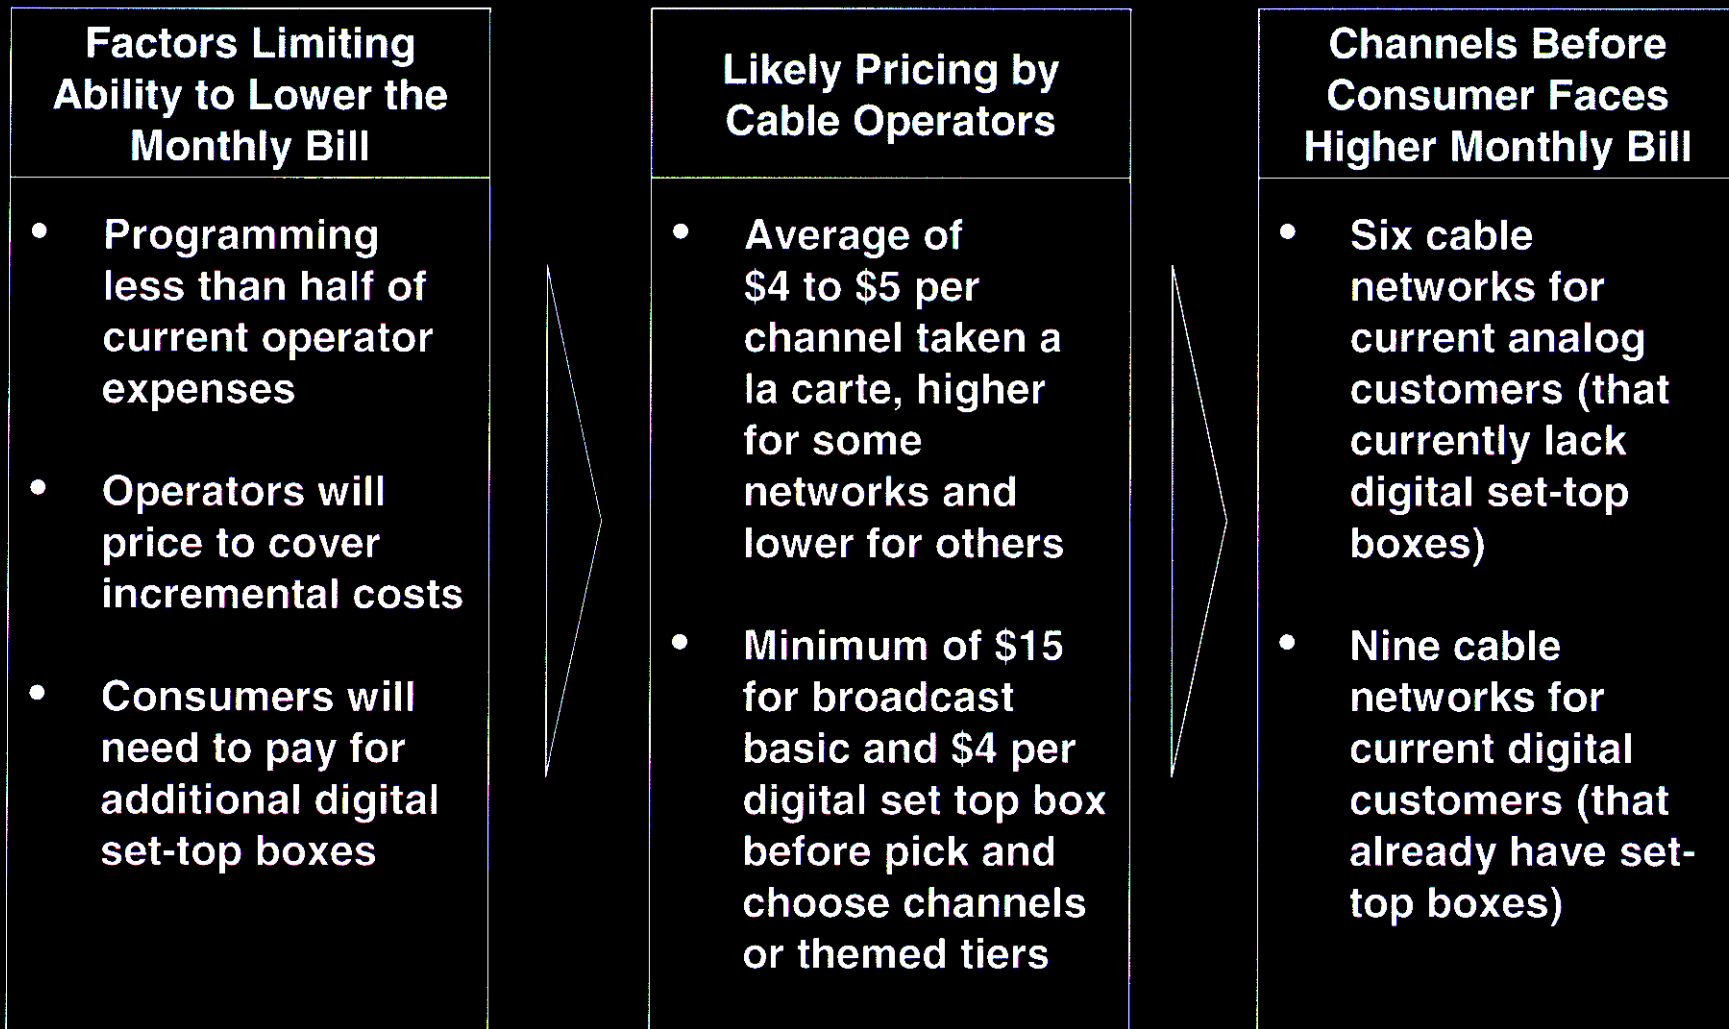 Factors Limiting
Ability to Lower the
Monthly Bill
• Programming
less than half of
current operator
expenses
• Operators will
price to cover
incremental costs
• Consumers will
need to pay for
additional digital
set-top boxes
Likely Pricing by
Cable Operators
• Average of
$4 to $5 per
channel taken a
la carte, higher
for some
networks and
lower for others
• Minimum of $15
for broadcast
basic and $4 per
digital set top box
before pick and
choose channels
or themed tiers
Channels Before
Consumer Faces
Higher Monthly Bill
• Six cable
networks for
current analog
customers (that
currently lack
digital set-top
boxes)
• Nine cable
networks for
current digital
customers (that
already have set-
top boxes)